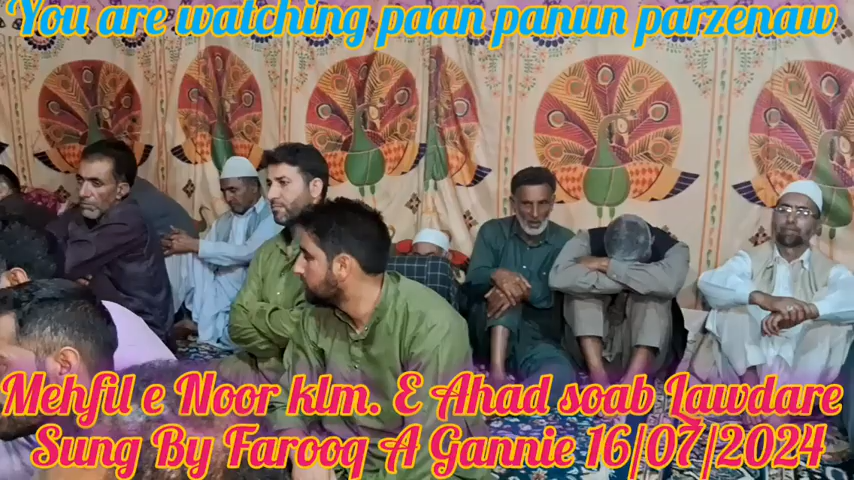 You are watching paan panun parzenaw
Mehfil e Noor klm. E Ahad soab Lawdare
Sung By Farooq A Gannie 16/07/2024